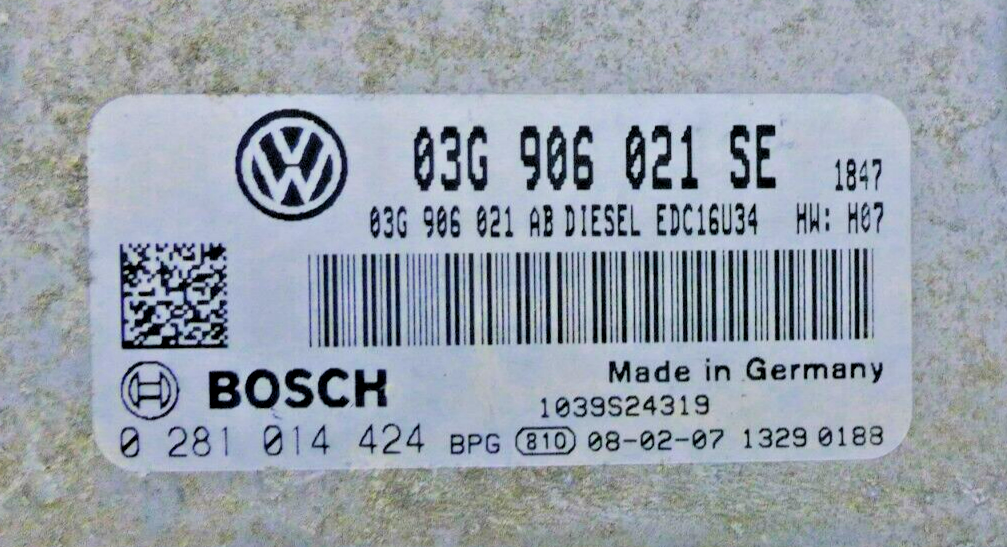 03G 906 021 SE 1847
03G 906 021 AB DIESEL EDC16U34 HW: H07
BOSCH
Made in Germany
1039S24319
0 281 014 424 BPG 810 08-02-07 1329 0188